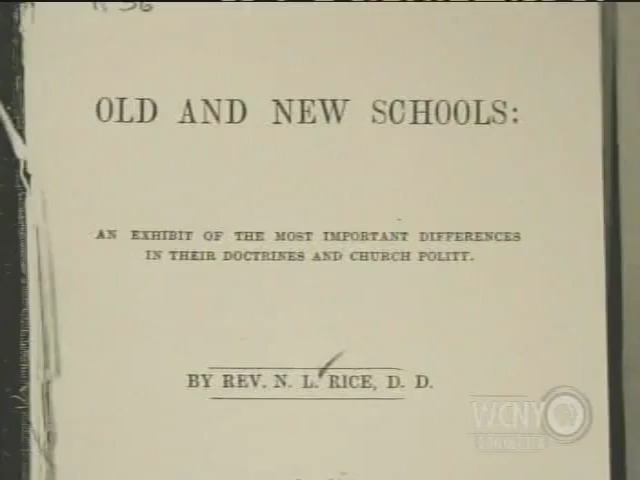 OLD AND NEW SCHOOLS:
AN EXHIBIT OF THE MOST IMPORTANT DIFFERENCES
IN THEIR DOCTRINES AND CHURCH POLITY.
BY REV. N. L. RICE, D. D.
WCNY